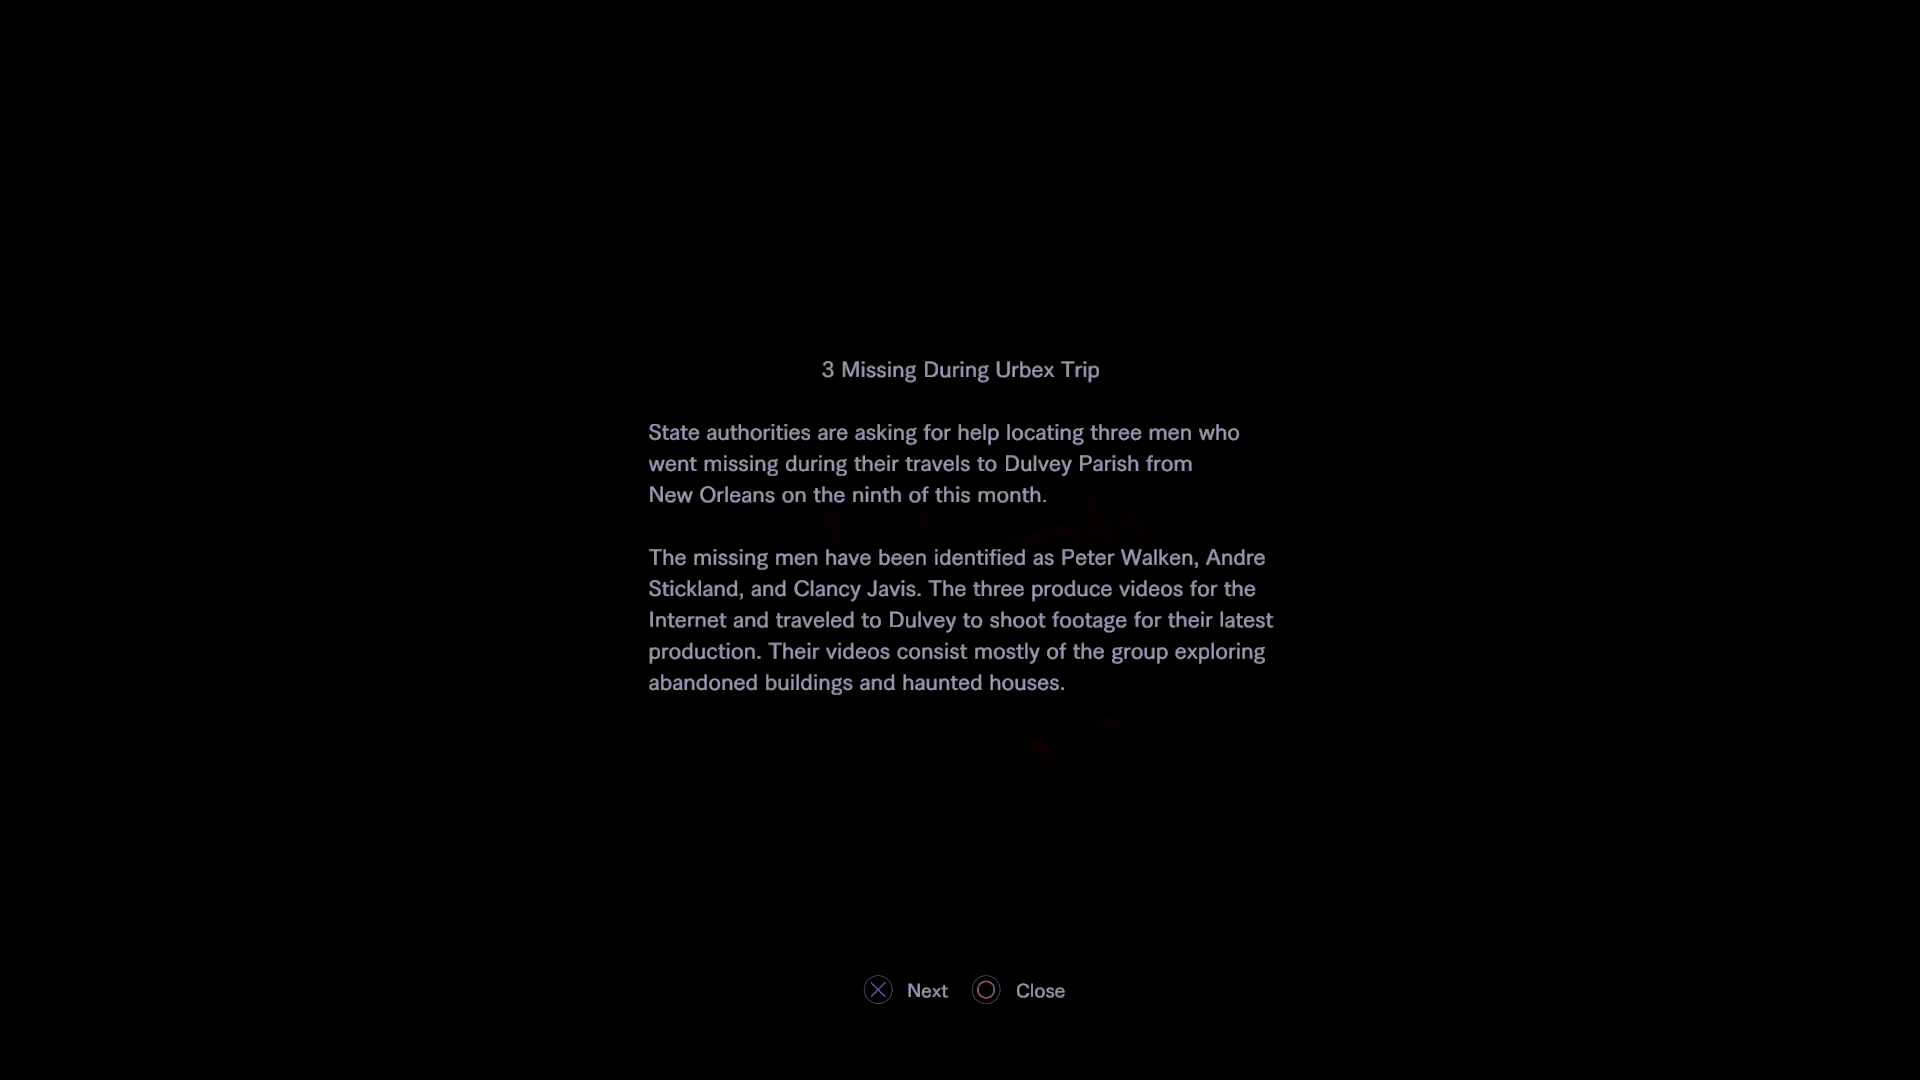 3 Missing During Urbex Trip
State authorities are asking for help locating three men who
went missing during their travels to Dulvey Parish from
New Orleans on the ninth of this month.
The missing men have been identified as Peter Walken, Andre
Stickland, and Clancy Javis. The three produce videos for the
Internet and traveled to Dulvey to shoot footage for their latest
production. Their videos consist mostly of the group exploring
abandoned buildings and haunted houses.
Next Close